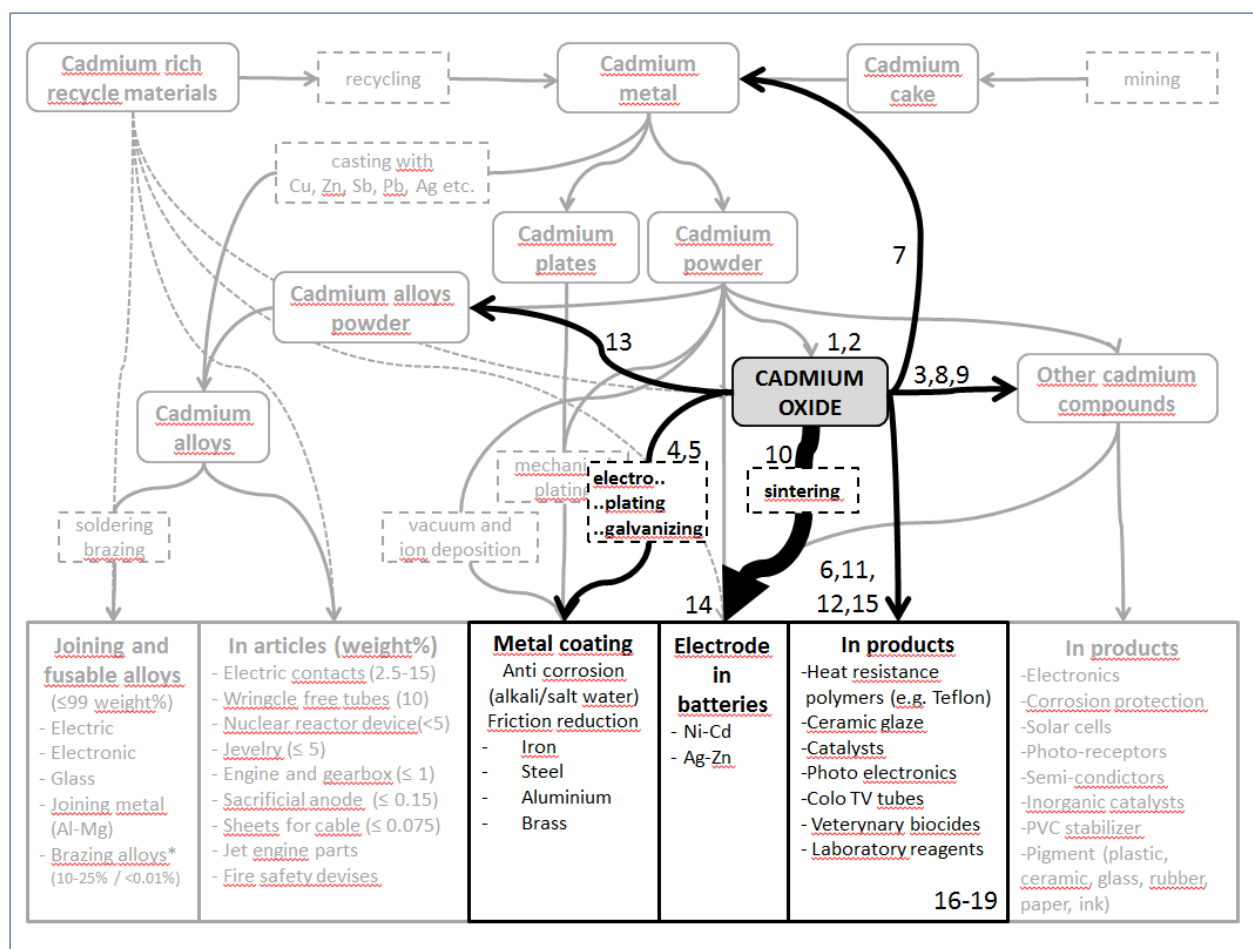 Cadmium rich
recycle materials
recycling
Cadmium
metal
Cadmium
cake
mining
casting with
Cu, Zn, Sb, Pb, Ag etc.
Cadmium
plates
Cadmium
powder
7
Cadmium alloys
powder
13
1,2
CADMIUM
OXIDE
3,8,9
Other cadmium
compounds
Cadmium
alloys
4,5
10
mechani
plating
electro..
..plating
..galvanizing
sintering
soldering
brazing
vacuum and
ion deposition
6,11,
12,15
14
Joining and
fusable alloys
(≤99 weight%)
- Electric
- Electronic
- Glass
- Joining metal
(Al-Mg)
- Brazing alloys*
(10-25% / <0.01%)
In articles (weight%)
- Electric contacts (2.5-15)
- Wringcle free tubes (10)
- Nuclear reactor device(<5)
- Jevelry (≤ 5)
- Engine and gearbox (≤ 1)
- Sacrificial anode (≤ 0.15)
- Sheets for cable (≤ 0.075)
- Jet engine parts
- Fire safety devises
Metal coating
Anti corrosion
(alkali/salt water)
Friction reduction
- Iron
- Steel
- Aluminium
- Brass
Electrode
in
batteries
- Ni-Cd
- Ag-Zn
In products
-Heat resistance
polymers (e.g. Teflon)
-Ceramic glaze
-Catalysts
-Photo electronics
-Colo TV tubes
- Veterynary biocides
- Laboratory reagents
16-19
In products
-Electronics
-Corrosion protection
-Solar cells
-Photo-receptors
-Semi-condictors
-Inorganic catalysts
-PVC stabilizer
-Pigment (plastic,
ceramic, glass, rubber,
paper, ink)